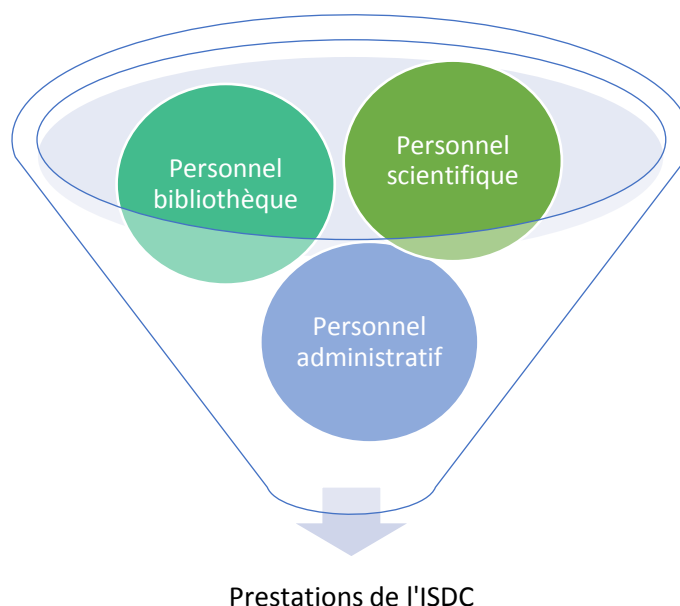 Personnel
bibliothèque
Personnel
scientifique
Personnel
administratif
Prestations de l'ISDC